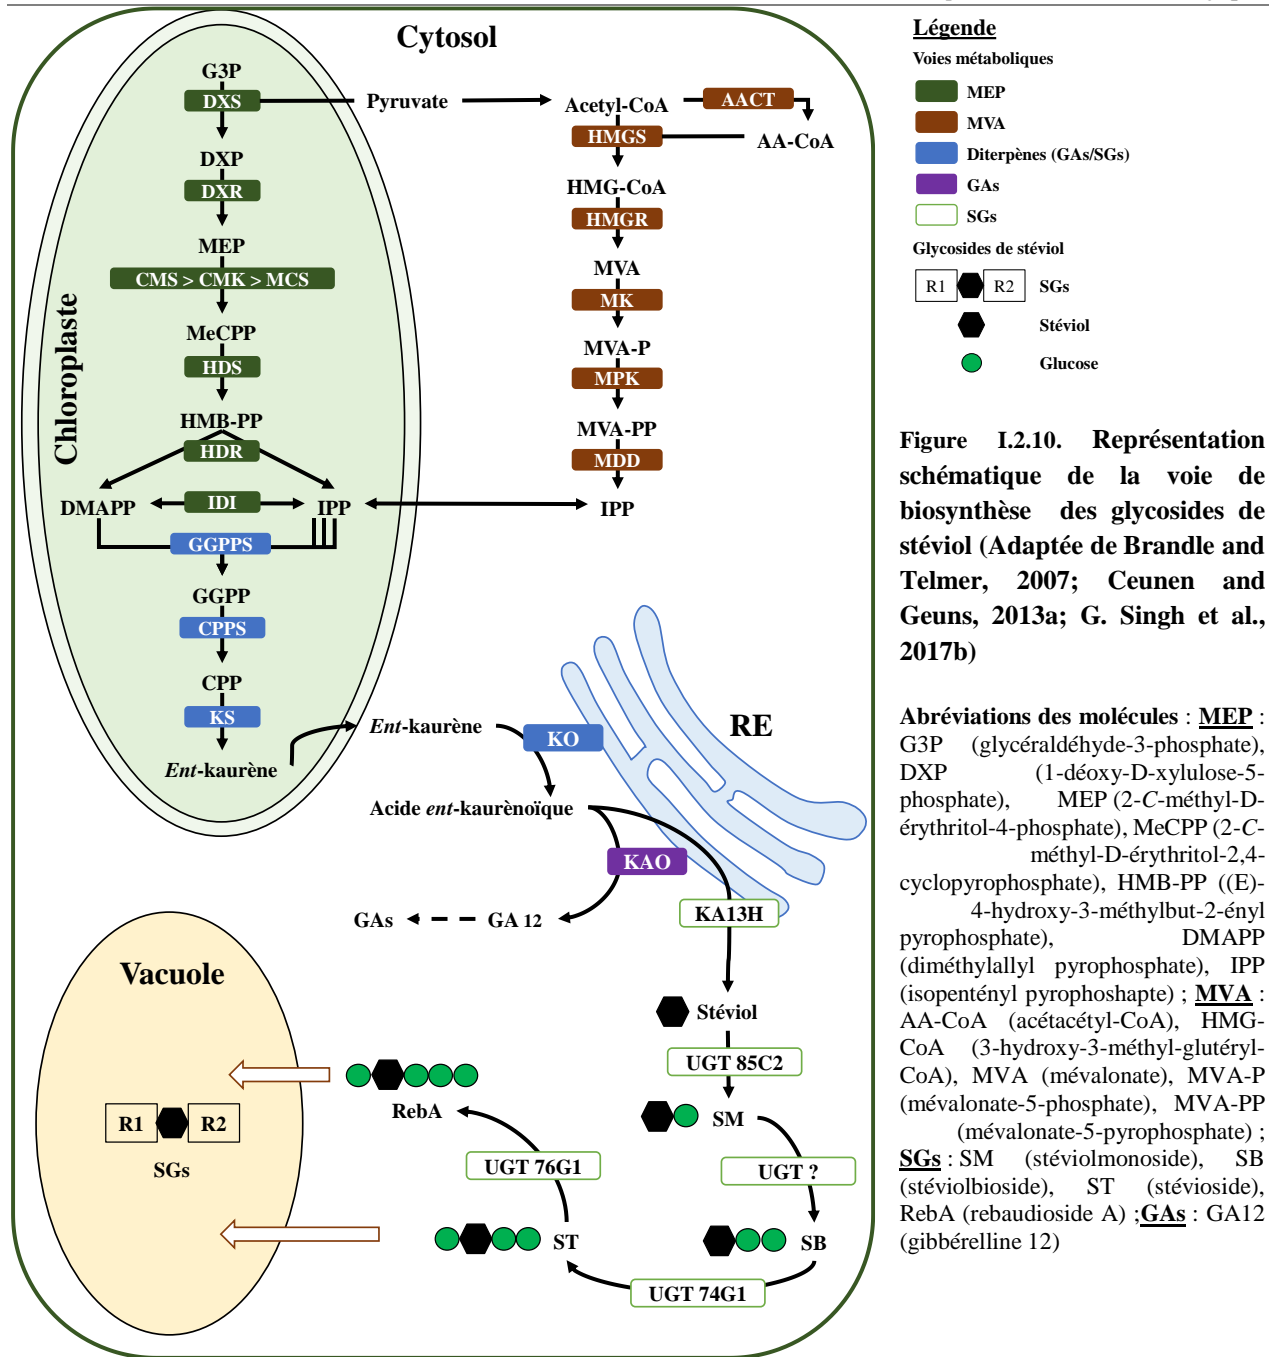 Cytosol
G3P
DXS
Pyruvate
Acetyl-CoA
AACT
HMGS
AA-CoA
DXP
DXR
HMG-CoA
HMGR
MEP
CMS > CMK > MCS
MVA
MK
Chloroplaste
MeCPP
HDS
MVA-P
MPK
HMB-PP
HDR
MVA-PP
MDD
DMAPP
IDI
IPP
IPP
GGPPS
GGPP
CPPS
CPP
KS
Ent-kaurène
Ent-kaurène
KO
RE
Acide ent-kaurènoïque
KAO
KA13H
GAs
GA 12
Vacuole
Stéviol
UGT 85C2
RebA
SM
R1
R2
SGs
UGT 76G1
UGT ?
ST
SB
UGT 74G1
Légende
Voies métaboliques
MEP
MVA
Diterpènes (GAs/SGs)
GAs
SGs
Glycosides de stéviol
R1
R2
SGs
Stéviol
Glucose
Figure I.2.10. Représentation
schématique de la voie de
biosynthèse des glycosides de
stéviol (Adaptée de Brandle and
Telmer, 2007; Ceunen and
Geuns, 2013a; G. Singh et al.,
2017b)
Abréviations des molécules : MEP :
G3P (glycéraldéhyde-3-phosphate),
DXP (1-déoxy-D-xylulose-5-
phosphate), MEP (2-C-méthyl-D-
érythritol-4-phosphate), MeCPP (2-C-
méthyl-D-érythritol-2,4-
cyclopyrophosphate), HMB-PP ((E)-
4-hydroxy-3-méthylbut-2-ényl
pyrophosphate), DMAPP
(diméthylallyl pyrophosphate), IPP
(isopentényl pyrophoshapte) ; MVA :
AA-CoA (acétacétyl-CoA), HMG-
CoA (3-hydroxy-3-méthyl-glutéryl-
CoA), MVA (mévalonate), MVA-P
(mévalonate-5-phosphate), MVA-PP
(mévalonate-5-pyrophosphate) ;
SGs : SM (stéviolmonoside), SB
(stéviolbioside), ST (stévioside),
RebA (rebaudioside A) ;GAs : GA12
(gibbérelline 12)